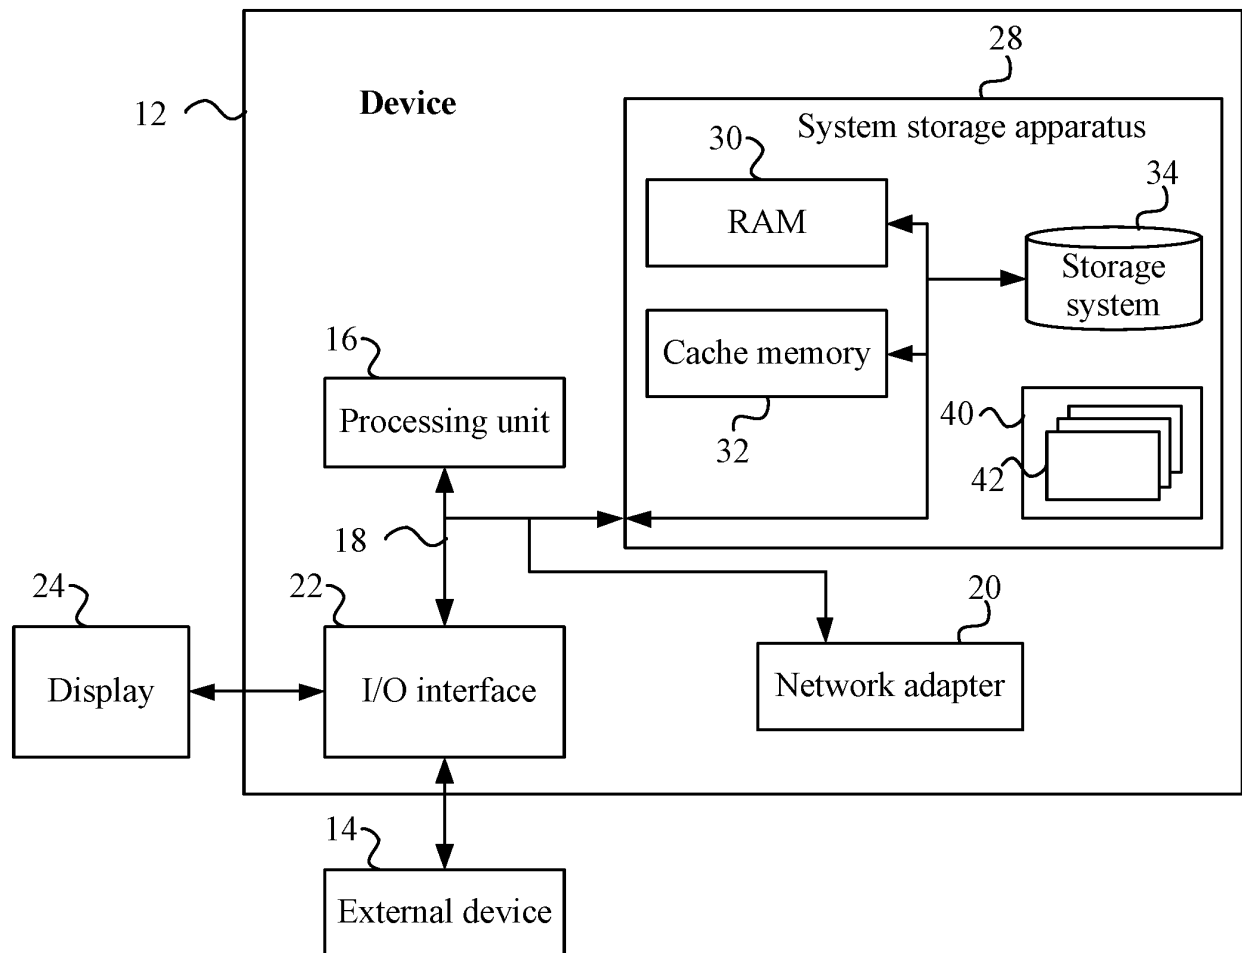 28
12
Device
System storage apparatus
30
34
RAM
Storage
system
16
Cache memory
40
Processing unit
32
42
18
24
22
20
Display
I/O interface
Network adapter
14
External device